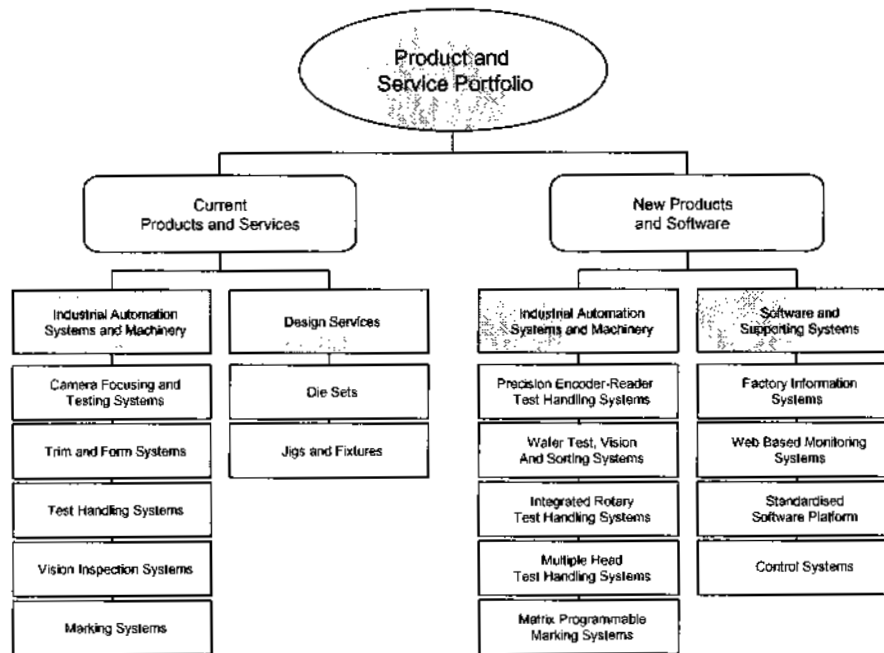 Product and
Service Portfolio
Current
Products and Services
New Products
and Software
Industrial Automation
Systems and Machinery
Design Services
Industrial Automation
Systems and Machinery
Software and
Supporting Systems
Camera Focusing and
Testing Systems
Die Sets
Precision Encoder-Reader
Test Handling Systems
Factory Information
Systems
Trim and Form Systems
Jigs and Fixtures
Wafer Test, Vision
And Sorting Systems
Web Based Monitoring
Systems
Test Handling Systems
Integrated Rotary
Test Handling Systems
Standardised
Software Platform
Vision Inspection Systems
Multiple Head
Test Handling Systems
Control Systems
Marking Systems
Matrix Programmable
Marking Systems